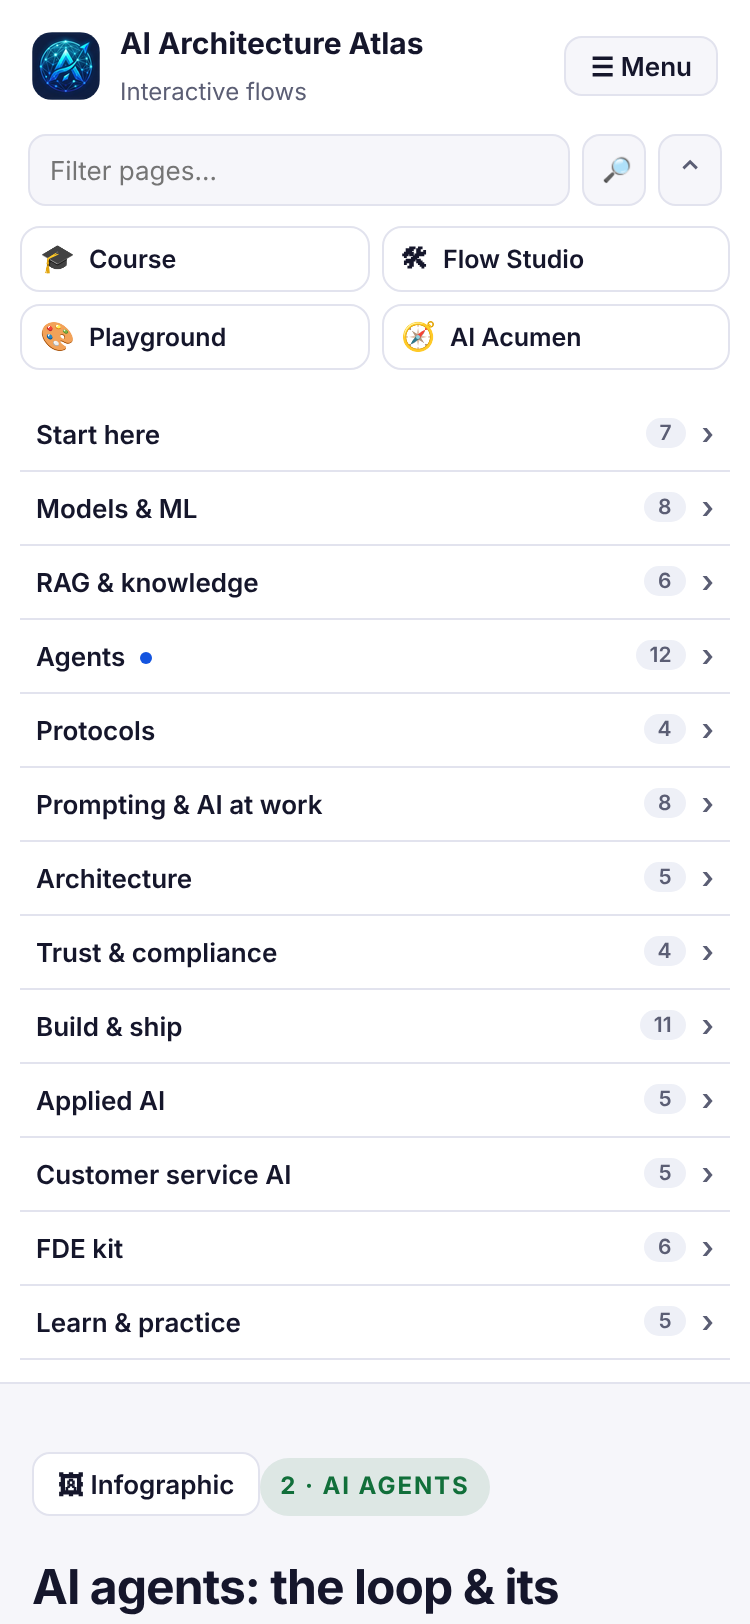 AI Architecture Atlas
Interactive flows
☰ Menu
Filter pages...
Course
Flow Studio
Playground
AI Acumen
Start here 7 ›
Models & ML 8 ›
RAG & knowledge 6 ›
Agents 12 ›
Protocols 4 ›
Prompting & AI at work 8 ›
Architecture 5 ›
Trust & compliance 4 ›
Build & ship 11 ›
Applied AI 5 ›
Customer service AI 5 ›
FDE kit 6 ›
Learn & practice 5 ›
Infographic
2 · AI AGENTS
AI agents: the loop & its